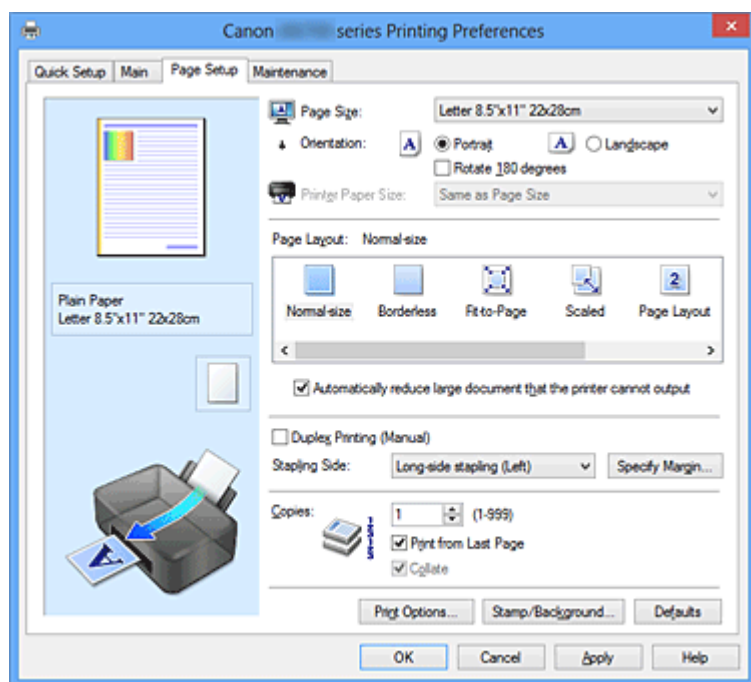 Canon series Printing Preferences
Quick Setup Main Page Setup Maintenance
Page Size: Letter 8.5"x11" 22x28cm
Orientation: A Portrait A Landscape
Rotate 180 degrees
Printer Paper Size: Same as Page Size
Page Layout: Normal-size
Normal-size Borderless Fit-to-Page Scaled Page Layout
Plain Paper
Letter 8.5"x11" 22x28cm
Automatically reduce large document that the printer cannot output
Duplex Printing (Manual)
Stapling Side: Long-side stapling (Left) Specify Margin...
Copies: 1 (1-999)
Print from Last Page
Collate
Print Options... Stamp/Background... Defaults
OK Cancel Apply Help